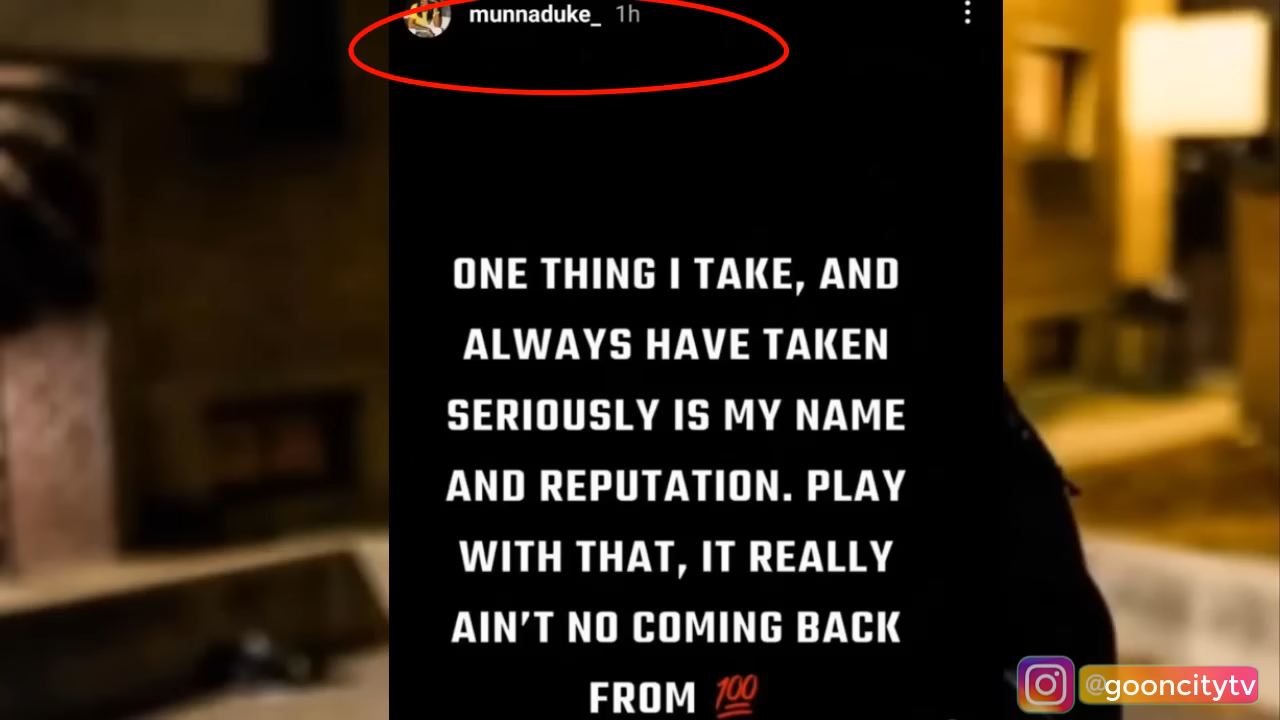 munnaduke_ 1h
ONE THING I TAKE, AND
ALWAYS HAVE TAKEN
SERIOUSLY IS MY NAME
AND REPUTATION. PLAY
WITH THAT, IT REALLY
AIN’T NO COMING BACK
FROM 💯
@gooncitytv